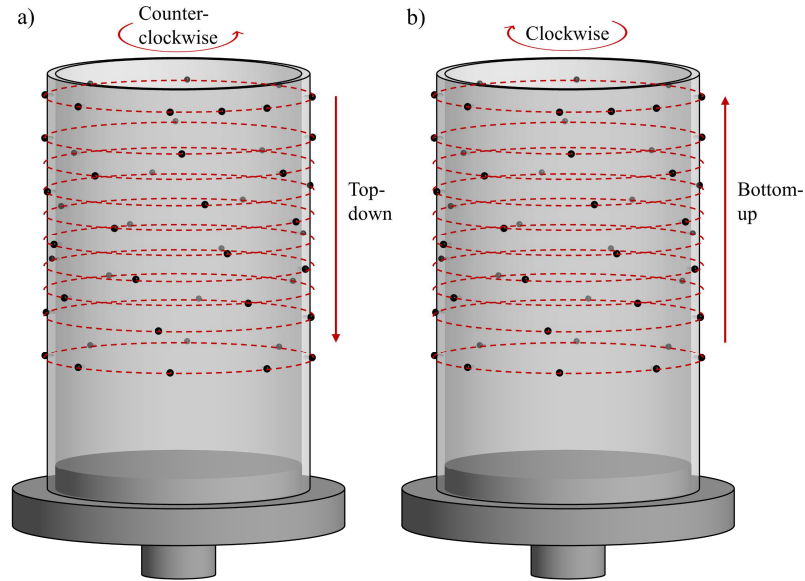 a)
Counter-
clockwise
Top-
down
b)
Clockwise
Bottom-
up